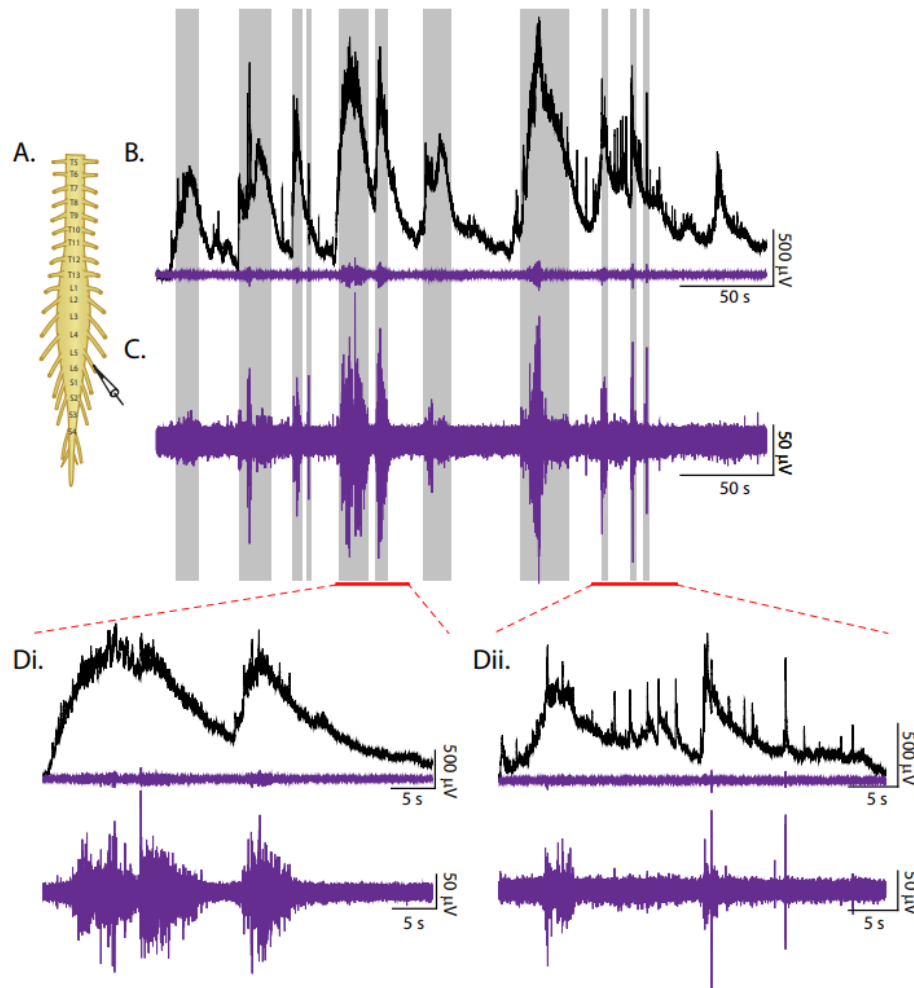 A.
T5
T6
T7
T8
T9
T10
T11
T12
T13
L1
L2
L3
L4
L5
L6
S1
S2
S3
S4
B.
500 µV
50 s
C.
50 µV
50 s
Di.
500 µV
5 s
50 µV
5 s
Dii.
500 µV
5 s
50 µV
5 s